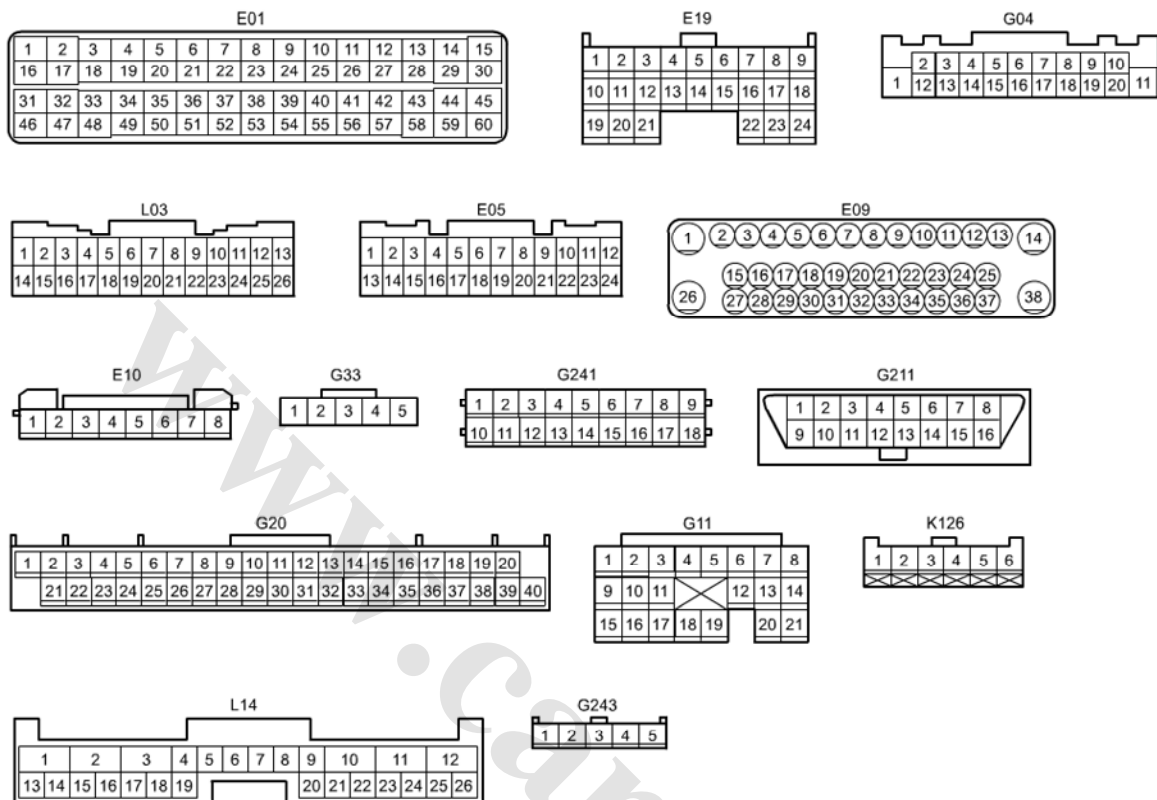 E01
1 2 3 4 5 6 7 8 9 10 11 12 13 14 15
16 17 18 19 20 21 22 23 24 25 26 27 28 29 30
31 32 33 34 35 36 37 38 39 40 41 42 43 44 45
46 47 48 49 50 51 52 53 54 55 56 57 58 59 60
E19
1 2 3 4 5 6 7 8 9
10 11 12 13 14 15 16 17 18
19 20 21 22 23 24
G04
2 3 4 5 6 7 8 9 10
1 12 13 14 15 16 17 18 19 20 11
L03
1 2 3 4 5 6 7 8 9 10 11 12 13
14 15 16 17 18 19 20 21 22 23 24 25 26
E05
1 2 3 4 5 6 7 8 9 10 11 12
13 14 15 16 17 18 19 20 21 22 23 24
E09
1 2 3 4 5 6 7 8 9 10 11 12 13 14
15 16 17 18 19 20 21 22 23 24 25
26 27 28 29 30 31 32 33 34 35 36 37 38
E10
1 2 3 4 5 6 7 8
G33
1 2 3 4 5
G241
1 2 3 4 5 6 7 8 9
10 11 12 13 14 15 16 17 18
G211
1 2 3 4 5 6 7 8
9 10 11 12 13 14 15 16
G20
1 2 3 4 5 6 7 8 9 10 11 12 13 14 15 16 17 18 19 20
21 22 23 24 25 26 27 28 29 30 31 32 33 34 35 36 37 38 39 40
G11
1 2 3 4 5 6 7 8
9 10 11 12 13 14
15 16 17 18 19 20 21
K126
1 2 3 4 5 6
L14
1 2 3 4 5 6 7 8 9 10 11 12
13 14 15 16 17 18 19 20 21 22 23 24 25 26
G243
1 2 3 4 5
www.car